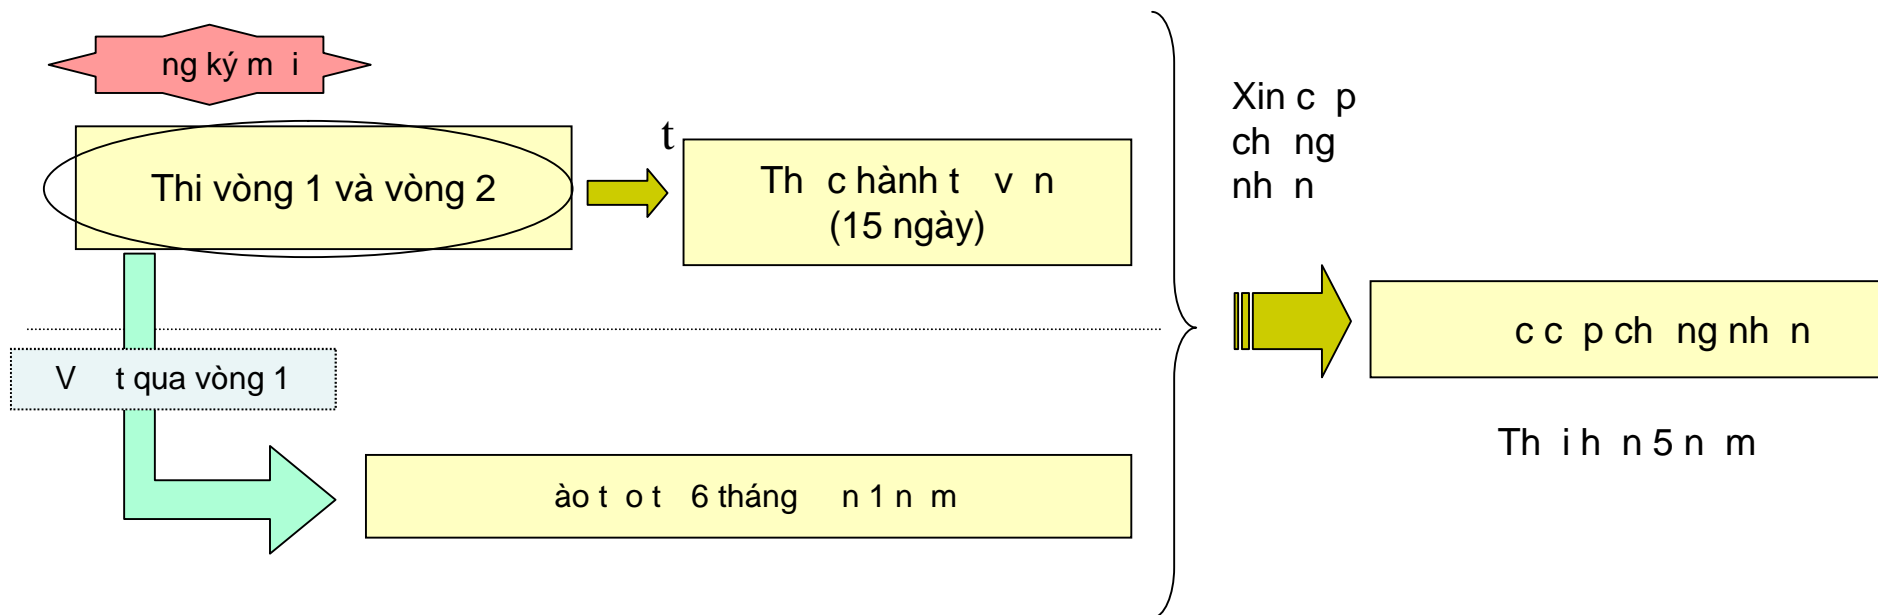 ng ký m i
Thi vòng 1 và vòng 2
t
Th c hành t v n
(15 ngày)
Xin c p
ch ng
nh n
c c p ch ng nh n
V t qua vòng 1
Th i h n 5 n m
ào t o t 6 tháng n 1 n m